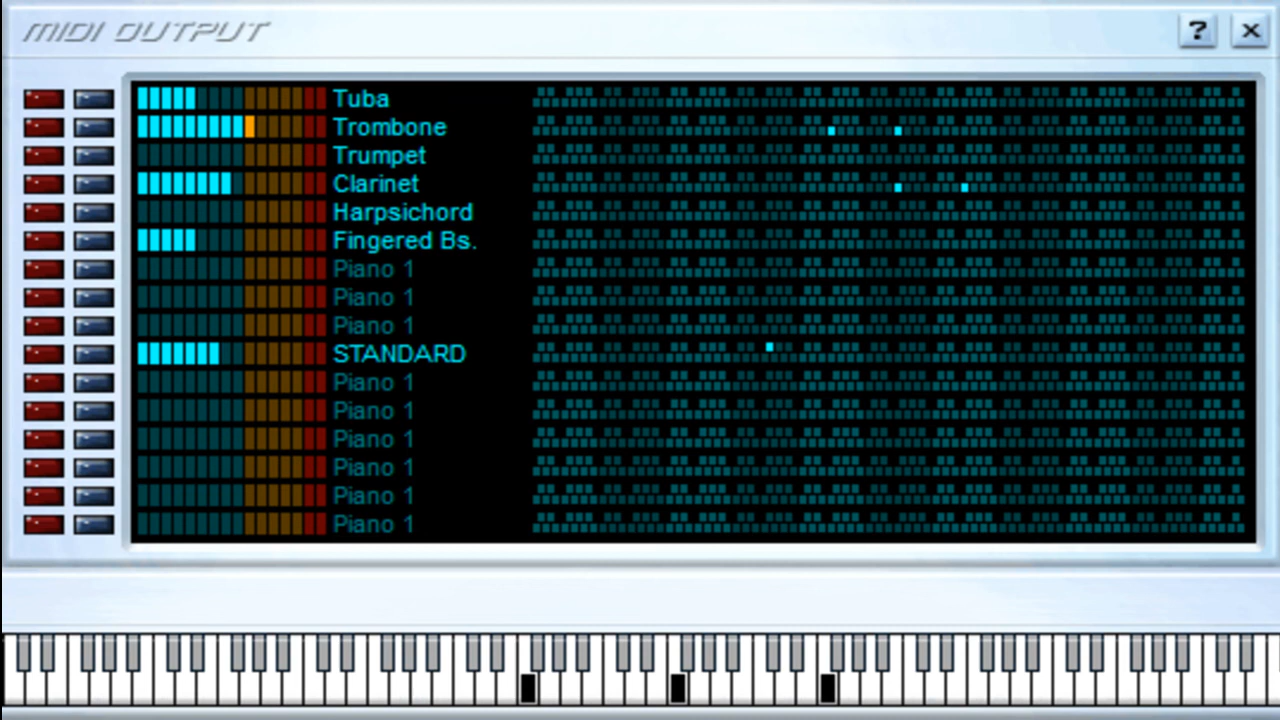 MIDI OUTPUT
? ×
Tuba
Trombone
Trumpet
Clarinet
Harpsichord
Fingered Bs.
Piano 1
Piano 1
Piano 1
STANDARD
Piano 1
Piano 1
Piano 1
Piano 1
Piano 1
Piano 1